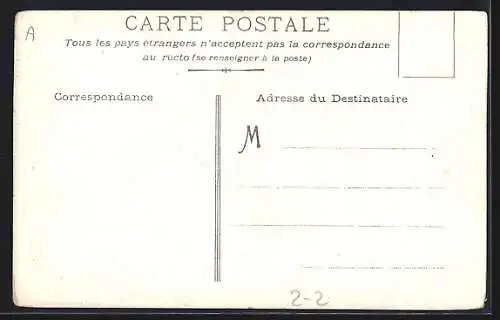 A
CARTE POSTALE
Tous les pays étrangers n'acceptent pas la correspondance
au recto (se renseigner à la poste)
Correspondance
Adresse du Destinataire
M
2-2